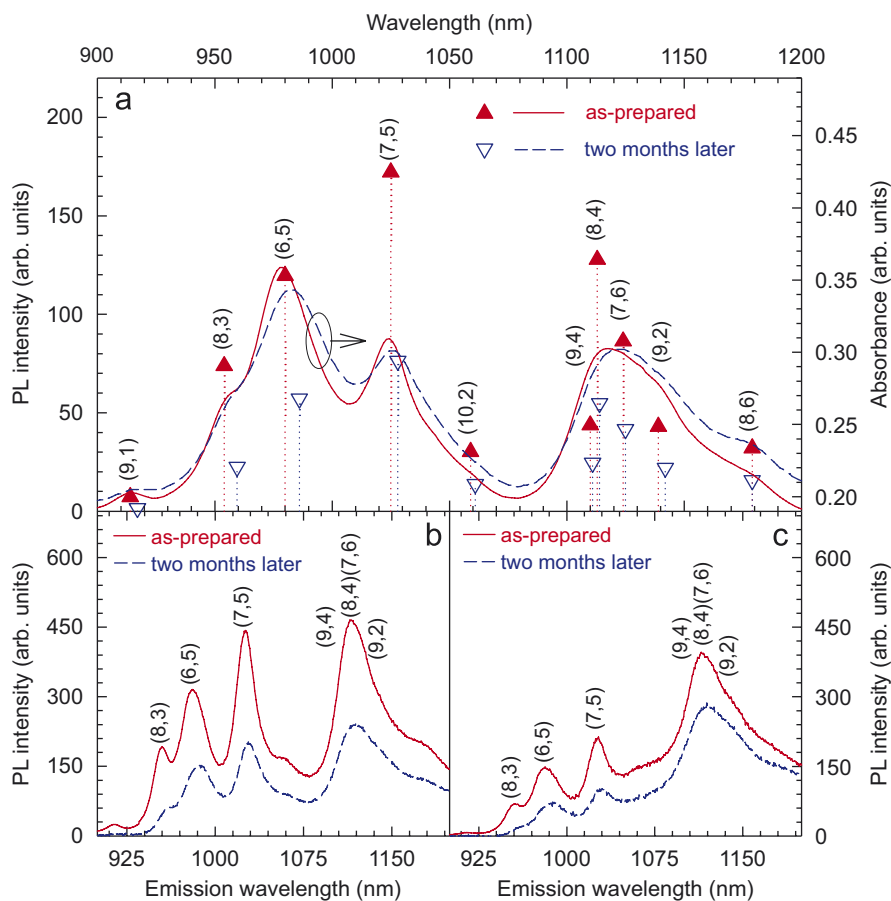 Wavelength (nm)
900 950 1000 1050 1100 1150 1200
a
as-prepared
two months later
PL intensity (arb. units)
0
50
100
150
200
Absorbance (arb. units)
0.20
0.25
0.30
0.35
0.40
0.45
(9,1)
(8,3)
(6,5)
(7,5)
(10,2)
(9,4)
(8,4)
(7,6)
(9,2)
(8,6)
b
as-prepared
two months later
PL intensity (arb. units)
600
450
300
150
0
(8,3)
(6,5)
(7,5)
(9,4)
(8,4)(7,6)
(9,2)
925 1000 1075 1150
Emission wavelength (nm)
c
as-prepared
two months later
(8,3)
(6,5)
(7,5)
(9,4)
(8,4)(7,6)
(9,2)
600
450
300
150
0
PL intensity (arb. units)
925 1000 1075 1150
Emission wavelength (nm)